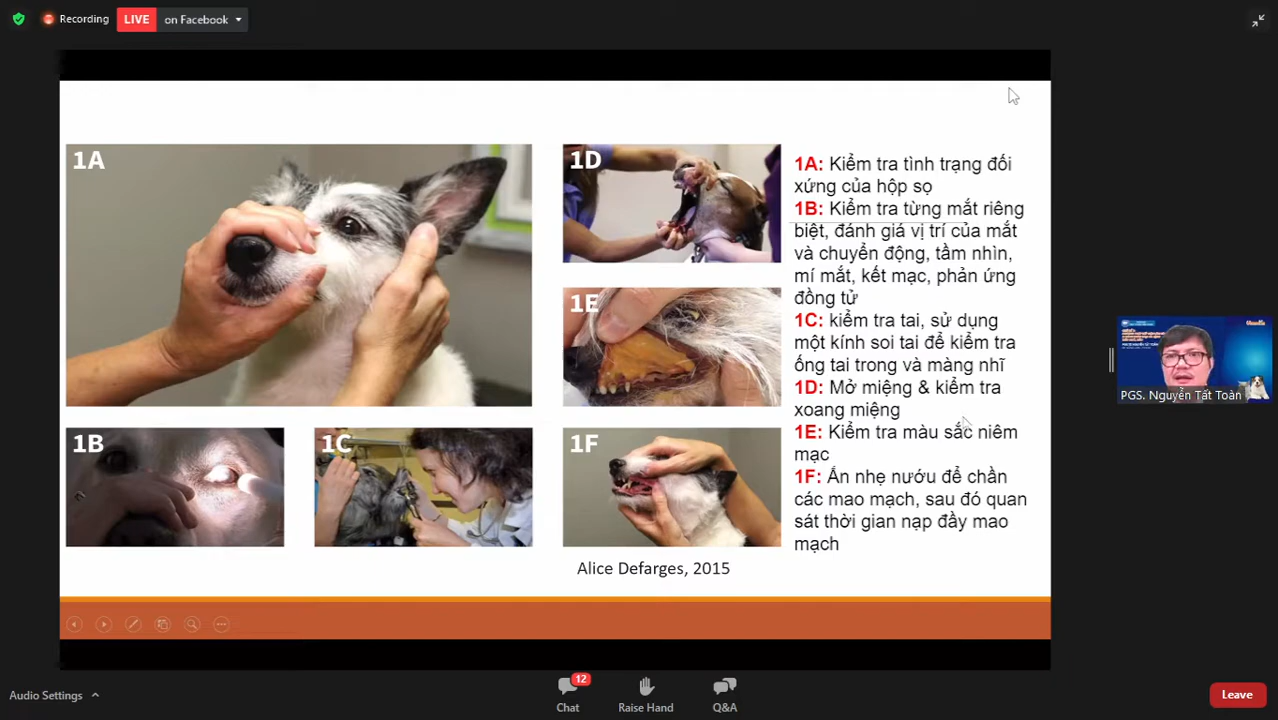 Recording
LIVE
on Facebook
1A
1D
1E
1B
1C
1F
1A: Kiểm tra tình trạng đối
xứng của hộp sọ
1B: Kiểm tra từng mắt riêng
biệt, đánh giá vị trí của mắt
và chuyển động, tầm nhìn,
mí mắt, kết mạc, phản ứng
đồng tử
1C: kiểm tra tai, sử dụng
một kính soi tai để kiểm tra
ống tai trong và màng nhĩ
1D: Mở miệng & kiểm tra
xoang miệng
1E: Kiểm tra màu sắc niêm
mạc
1F: Ấn nhẹ nướu để chần
các mao mạch, sau đó quan
sát thời gian nạp đầy mao
mạch
Alice Defarges, 2015
PGS. Nguyễn Tất Toàn
Audio Settings
12
Chat
Raise Hand
Q&A
Leave